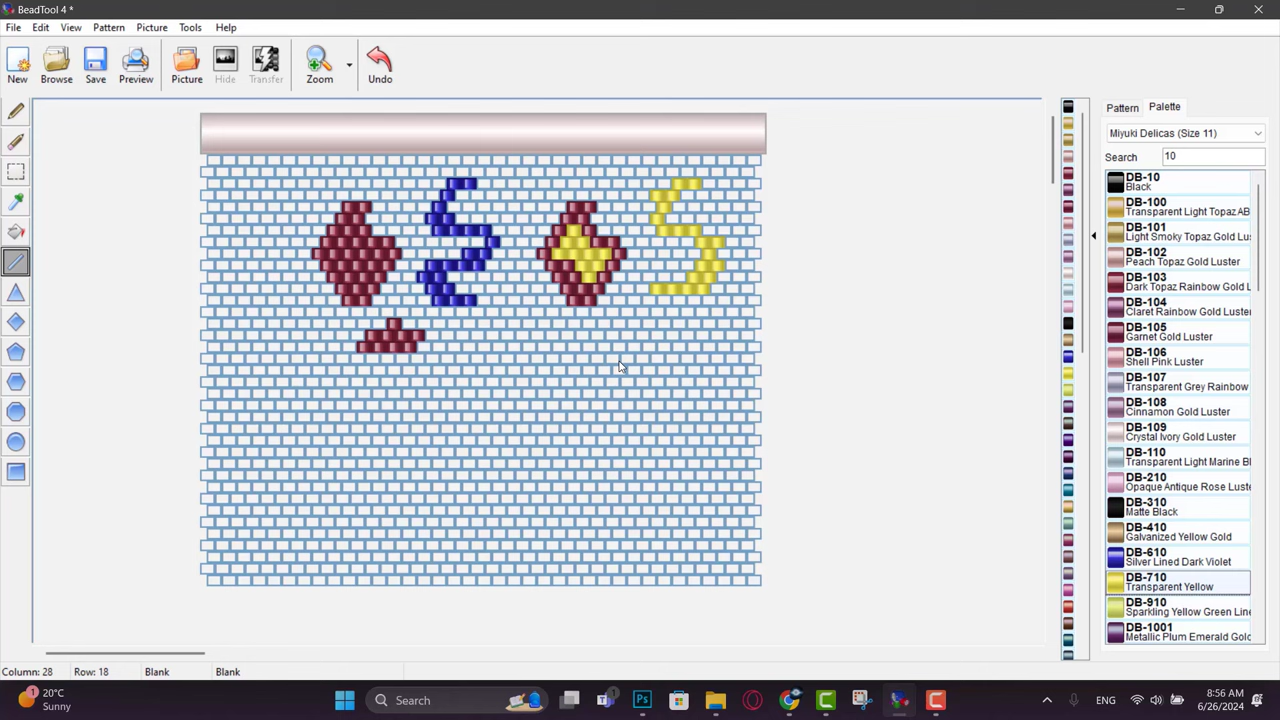 BeadTool 4 *
File Edit View Pattern Picture Tools Help
New Browse Save Preview Picture Hide Transfer Zoom Undo
Pattern Palette
Miyuki Delicas (Size 11)
Search 10
DB-10
Black
DB-100
Transparent Light Topaz AB
DB-101
Light Smoky Topaz Gold Lus
DB-102
Peach Topaz Gold Luster
DB-103
Dark Topaz Rainbow Gold L
DB-104
Claret Rainbow Gold Luster
DB-105
Garnet Gold Luster
DB-106
Shell Pink Luster
DB-107
Transparent Grey Rainbow
DB-108
Cinnamon Gold Luster
DB-109
Crystal Ivory Gold Luster
DB-110
Transparent Light Marine Bl
DB-210
Opaque Antique Rose Luste
DB-310
Matte Black
DB-410
Galvanized Yellow Gold
DB-610
Silver Lined Dark Violet
DB-710
Transparent Yellow
DB-910
Sparkling Yellow Green Line
DB-1001
Metallic Plum Emerald Gold
Column: 28 Row: 18 Blank Blank
1
20°C
Sunny
Search
1
Ps
ENG
8:56 AM
6/26/2024